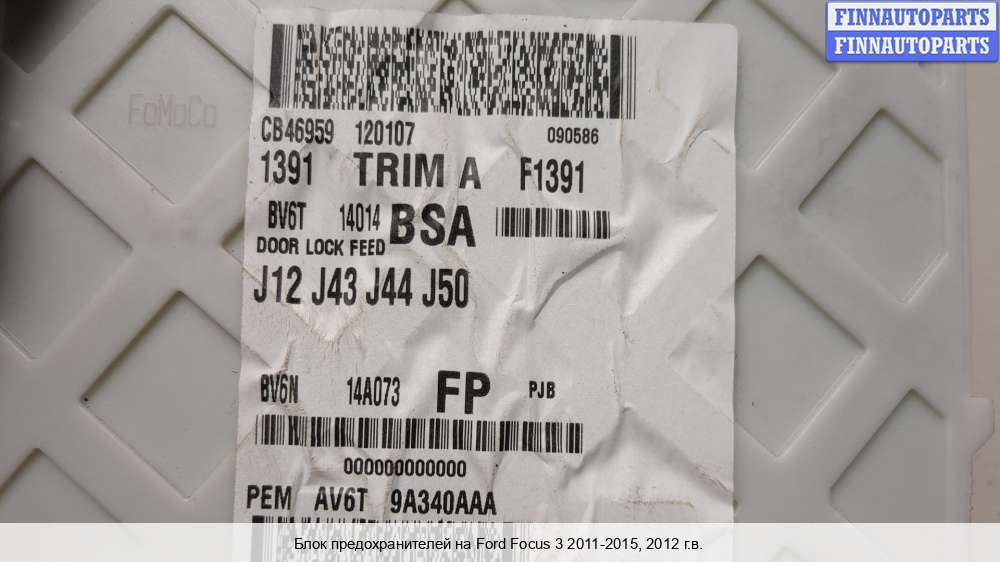 FINNAUTOPARTS
FINNAUTOPARTS
FoMoCo
CB46959 120107 090586
1391 TRIM A F1391
BV6T 14014 BSA
DOOR LOCK FEED
J12 J43 J44 J50
BV6N 14A073 FP PJB
000000000000
PEM AV6T 9A340AAA
Блок предохранителей на Ford Focus 3 2011-2015, 2012 г.в.